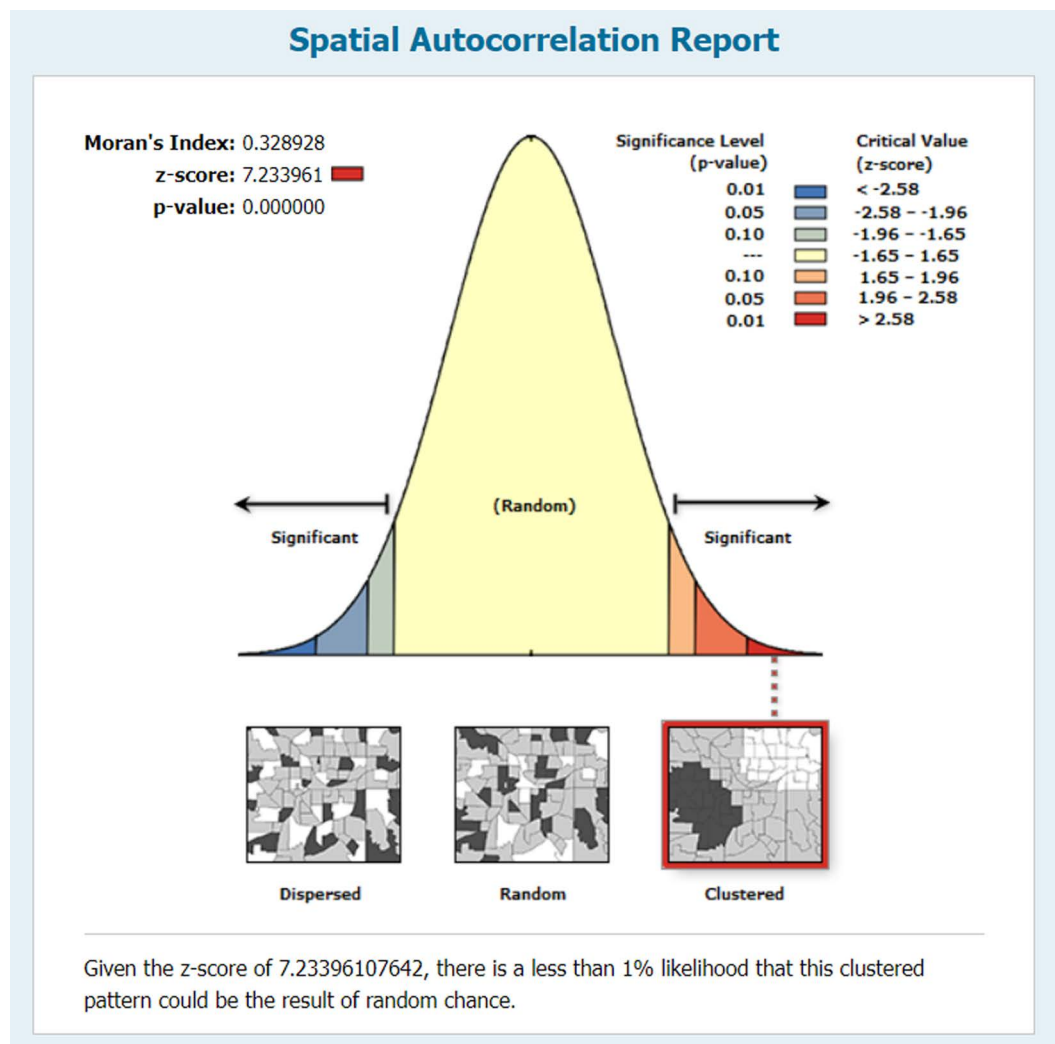 Spatial Autocorrelation Report
Moran's Index: 0.328928
z-score: 7.233961
p-value: 0.000000
Significance Level
(p-value)
Critical Value
(z-score)
0.01 < -2.58
0.05 -2.58 – -1.96
0.10 -1.96 – -1.65
--- -1.65 – 1.65
0.10 1.65 – 1.96
0.05 1.96 – 2.58
0.01 > 2.58
(Random)
Significant
Significant
Dispersed
Random
Clustered
Given the z-score of 7.23396107642, there is a less than 1% likelihood that this clustered
pattern could be the result of random chance.